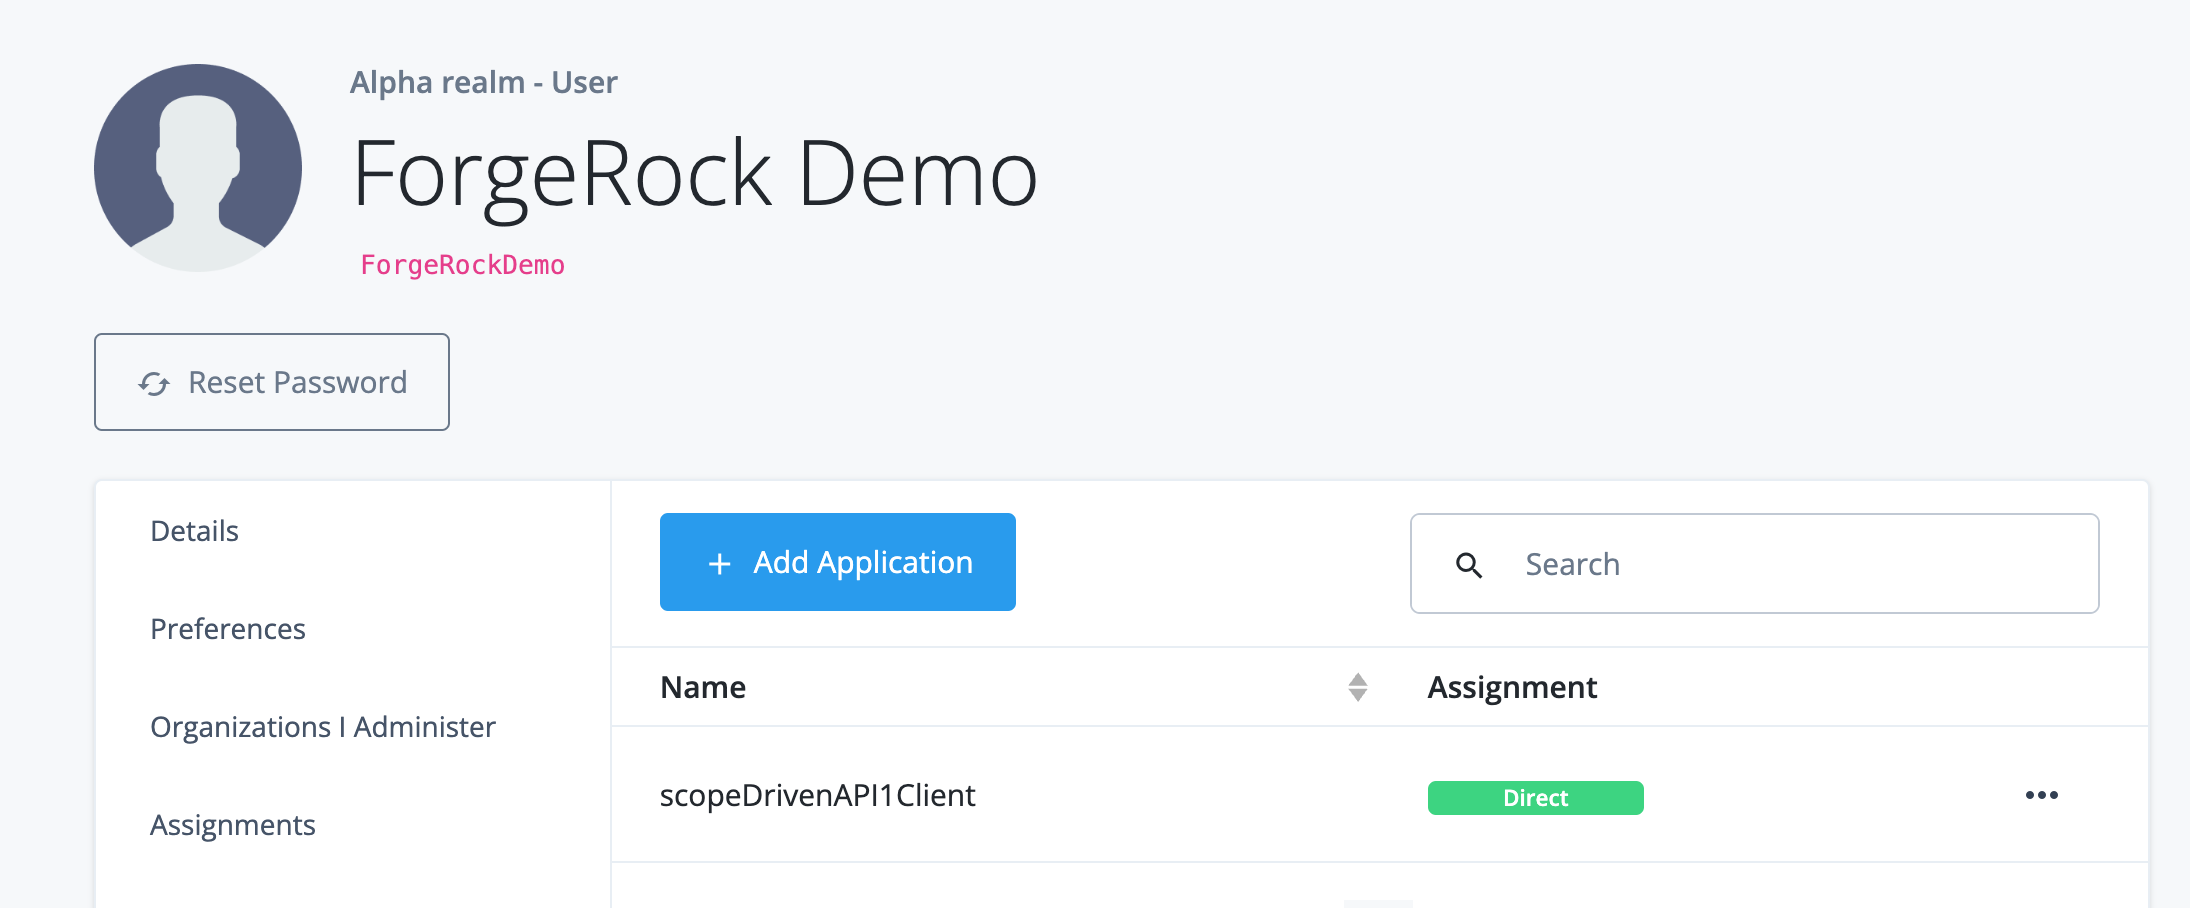 Alpha realm - User
ForgeRock Demo
ForgeRockDemo
Reset Password
Details
Preferences
Organizations I Administer
Assignments
+ Add Application
Search
Name
Assignment
scopeDrivenAPI1Client
Direct